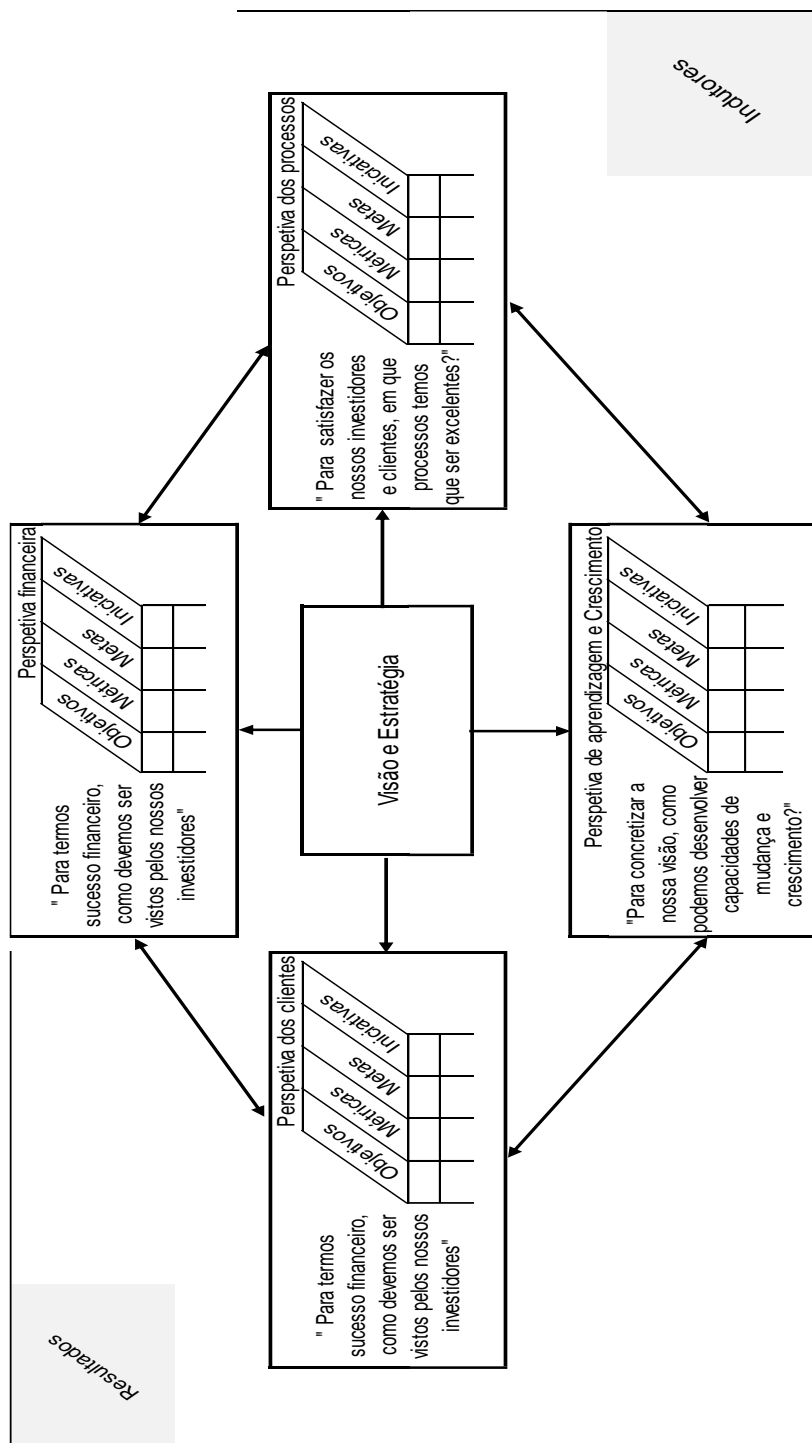 Resultados
Perspetiva financeira
" Para termos
sucesso financeiro,
como devemos ser
vistos pelos nossos
investidores"
Objetivos
Métricas
Metas
Iniciativas
Perspetiva dos clientes
" Para termos
sucesso financeiro,
como devemos ser
vistos pelos nossos
investidores"
Objetivos
Métricas
Metas
Iniciativas
Visão e Estratégia
Perspetiva dos processos
" Para satisfazer os
nossos investidores
e clientes, em que
processos temos
que ser excelentes?"
Objetivos
Métricas
Metas
Iniciativas
Perspetiva de aprendizagem e Crescimento
"Para concretizar a
nossa visão, como
podemos desenvolver
capacidades de
mudança e
crescimento?"
Objetivos
Métricas
Metas
Iniciativas
Indutores